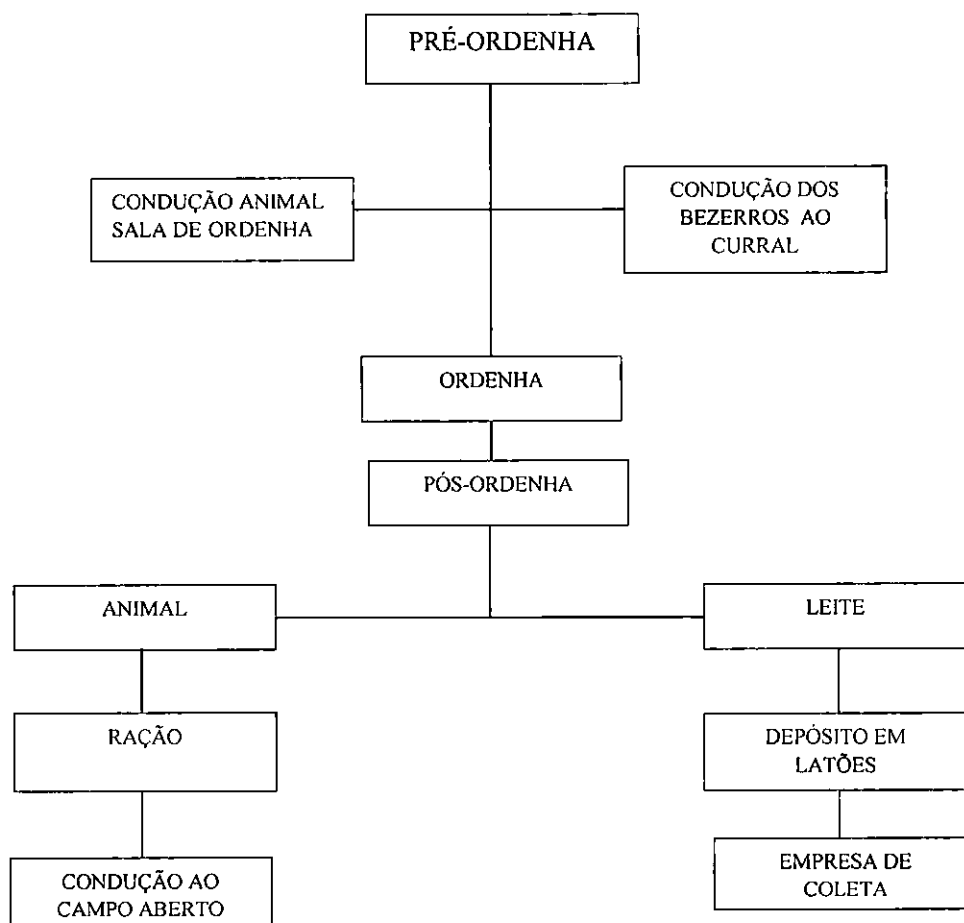 PRÉ-ORDENHA
CONDUÇÃO ANIMAL
SALA DE ORDENHA
CONDUÇÃO DOS
BEZERROS AO
CURRAL
ORDENHA
PÓS-ORDENHA
ANIMAL
LEITE
RAÇÃO
DEPÓSITO EM
LATÕES
CONDUÇÃO AO
CAMPO ABERTO
EMPRESA DE
COLETA